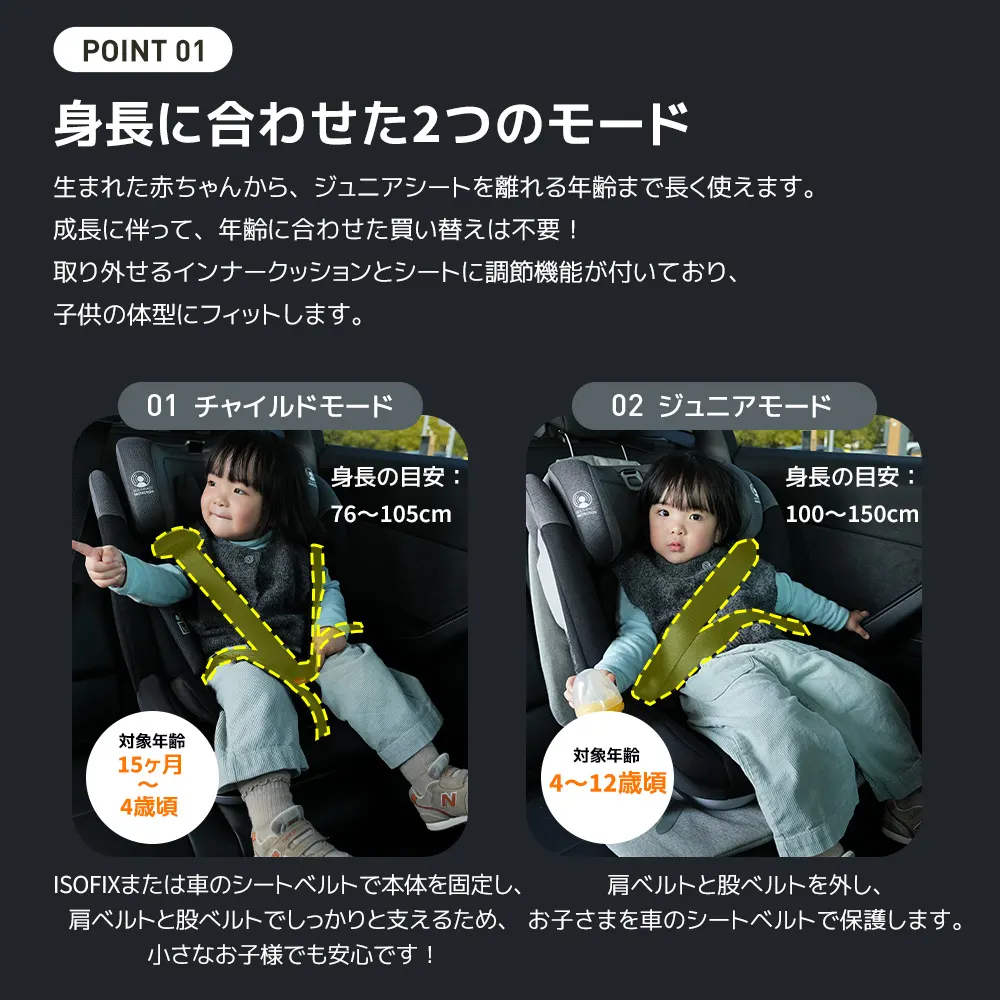 POINT 01
身長に合わせた2つのモード
生まれた赤ちゃんから、ジュニアシートを離れる年齢まで長く使えます。
成長に伴って、年齢に合わせた買い替えは不要！
取り外せるインナークッションとシートに調節機能が付いており、
子供の体型にフィットします。
01 チャイルドモード
身長の目安：
76〜105cm
対象年齢
15ヶ月
〜
4歳頃
ISOFIXまたは車のシートベルトで本体を固定し、
肩ベルトと股ベルトでしっかりと支えるため、
小さなお子様でも安心です！
02 ジュニアモード
身長の目安：
100〜150cm
対象年齢
4〜12歳頃
肩ベルトと股ベルトを外し、
お子さまを車のシートベルトで保護します。